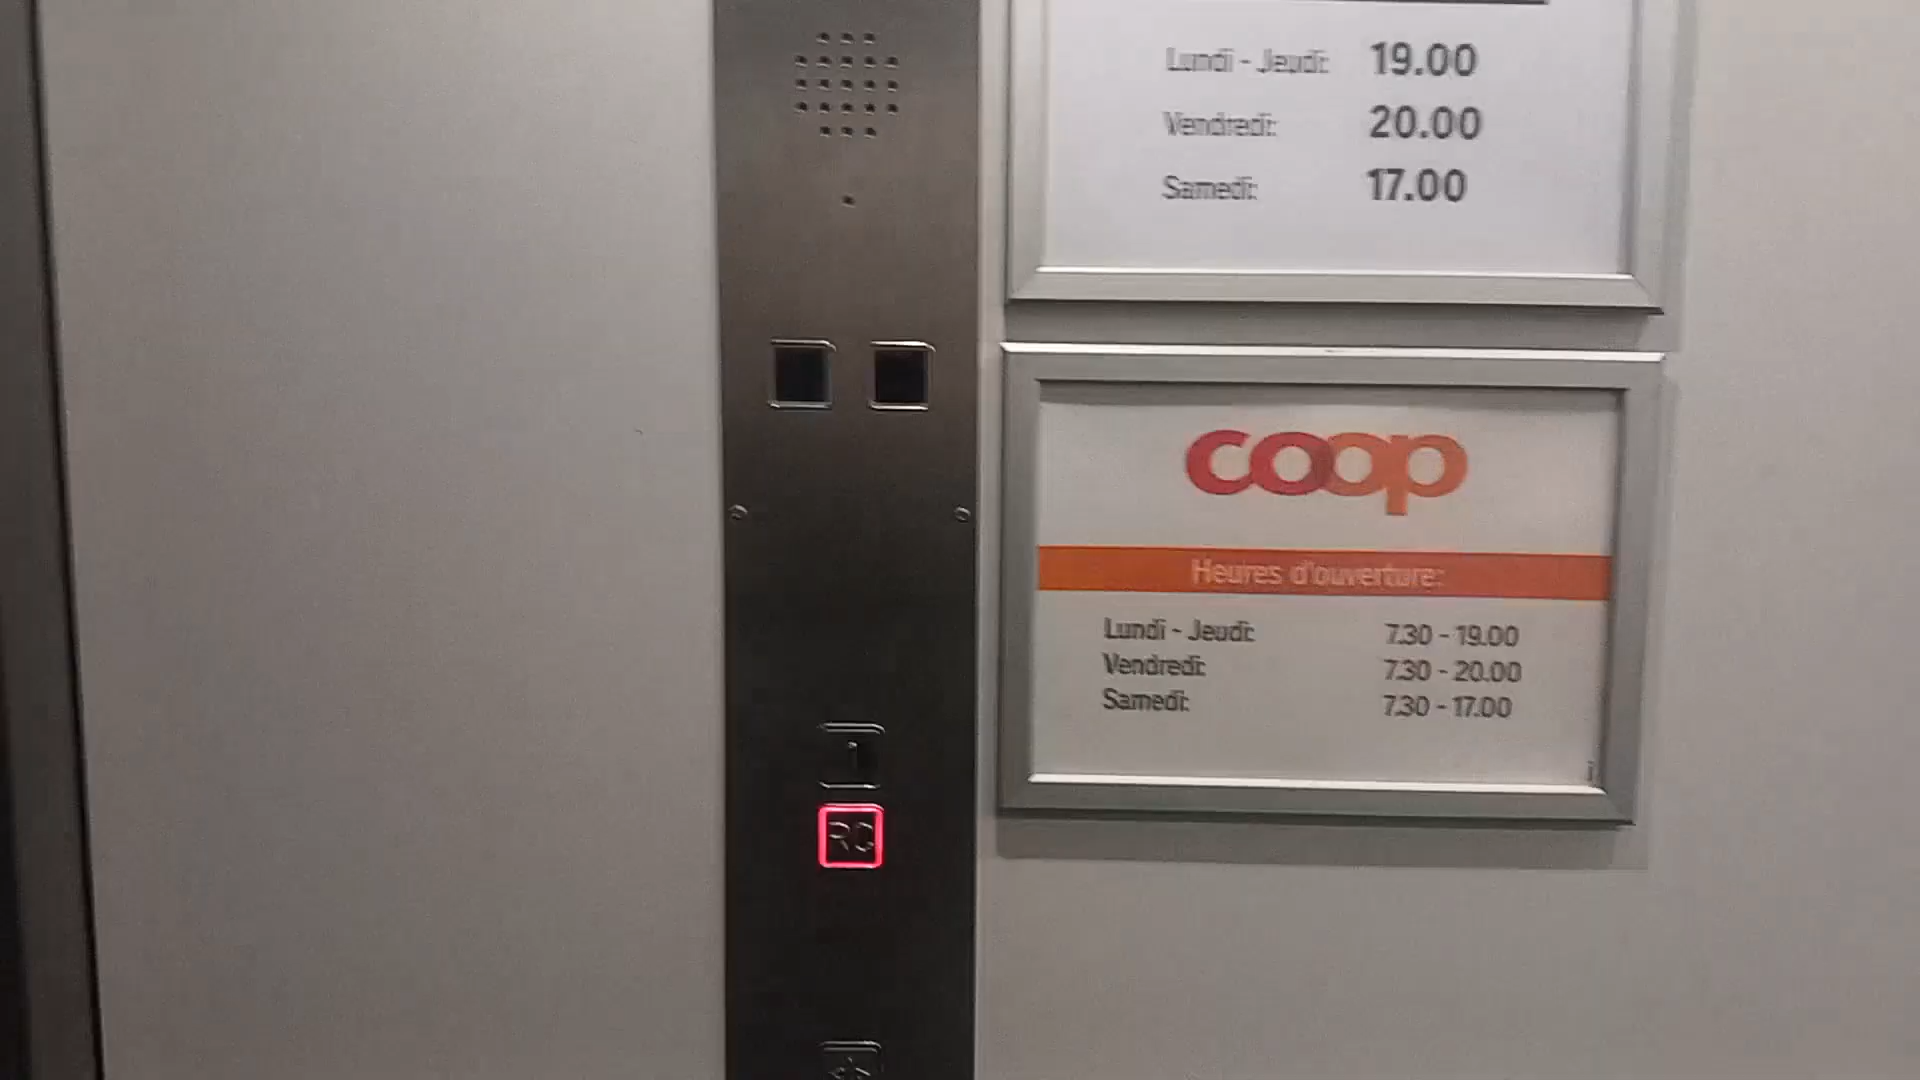 Lundi - Jeudi: 19.00
Vendredi: 20.00
Samedi: 17.00
coop
Heures d'ouverture:
Lundi - Jeudi: 7.30 - 19.00
Vendredi: 7.30 - 20.00
Samedi: 7.30 - 17.00
1
RC